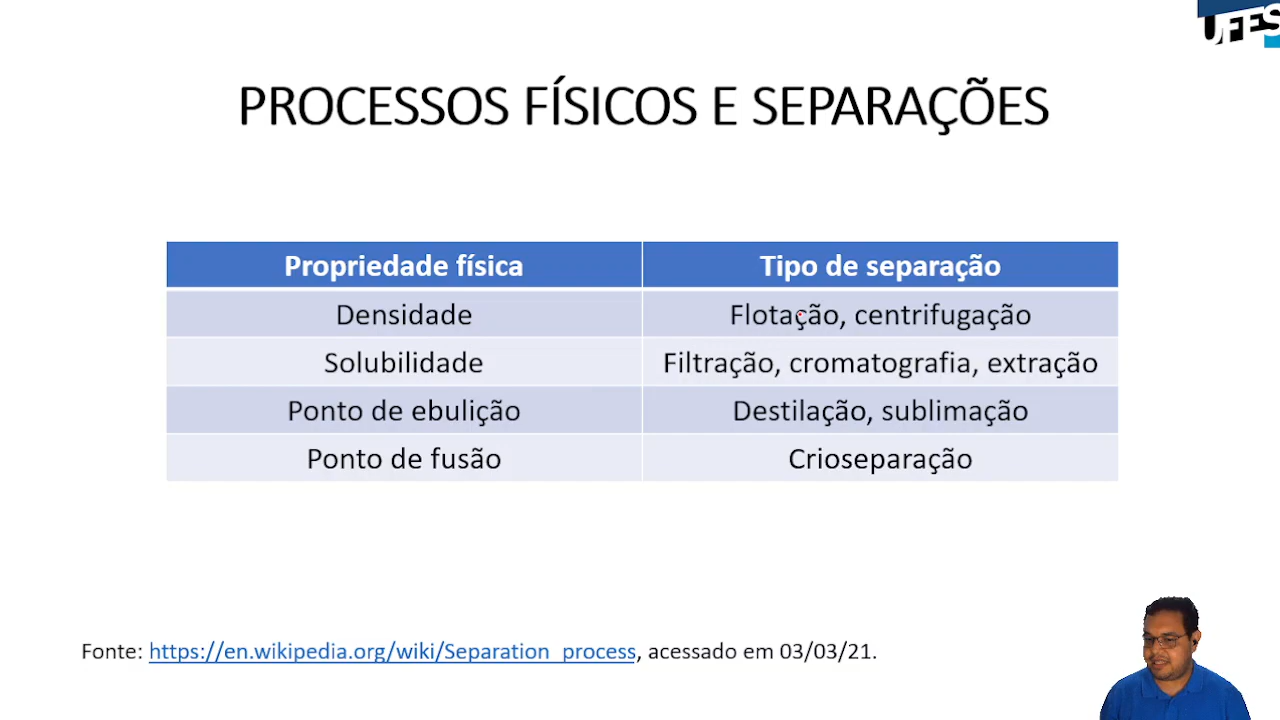 UFES
PROCESSOS FÍSICOS E SEPARAÇÕES
Propriedade física Tipo de separação
Densidade Flotação, centrifugação
Solubilidade Filtração, cromatografia, extração
Ponto de ebulição Destilação, sublimação
Ponto de fusão Crioseparação
Fonte: https://en.wikipedia.org/wiki/Separation_process, acessado em 03/03/21.